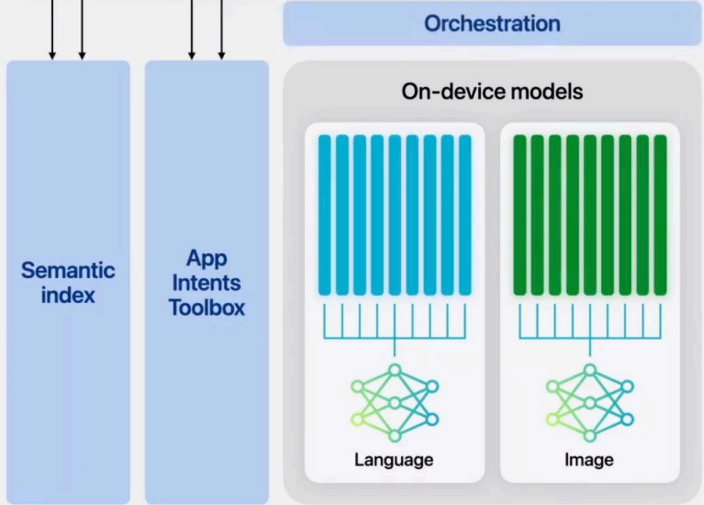 Orchestration
On-device models
Semantic
index
App
Intents
Toolbox
Language
Image